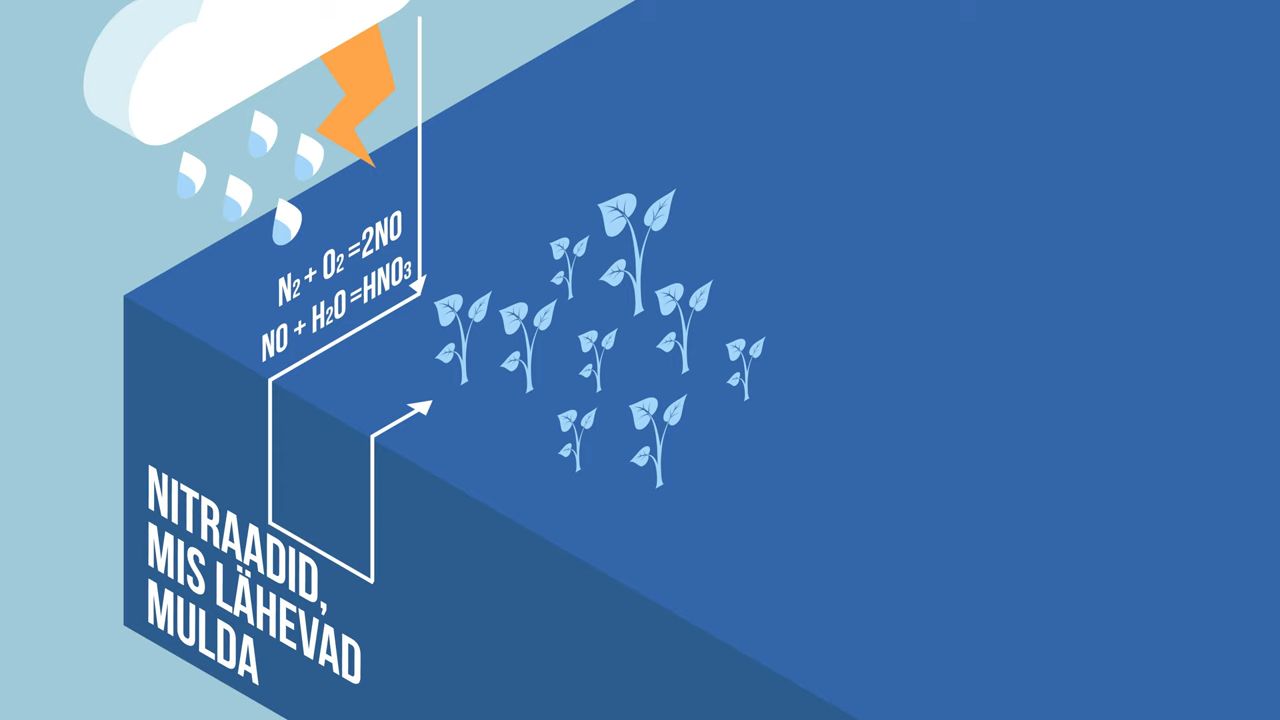 N₂ + O₂ =2NO
NO + H₂O =HNO₃
NITRAADID,
MIS LÄHEVAD
MULDA